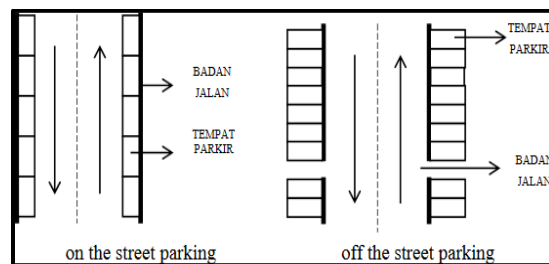 BADAN
JALAN
TEMPAT
PARKIR
on the street parking
TEMPAT
PARKIR
BADAN
JALAN
off the street parking